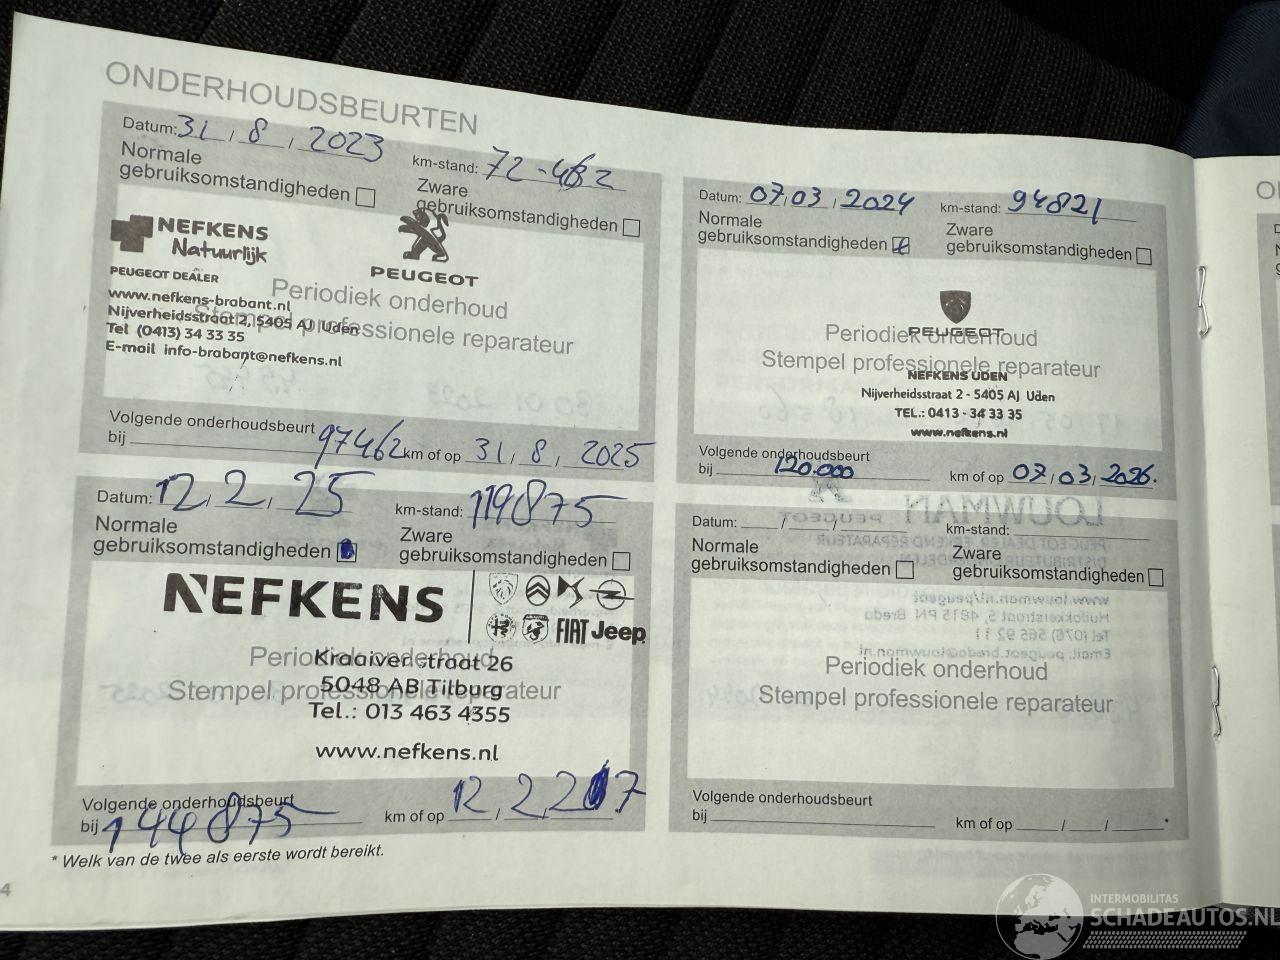 ONDERHOUDSBEURTEN
Datum: 31 / 8 / 2023 km-stand: 72-462
Normale gebruiksomstandigheden
Zware gebruiksomstandigheden
NEFKENS
Natuurlijk
PEUGEOT DEALER
PEUGEOT
www.nefkens-brabant.nl
Nijverheidsstraat 2, 5405 AJ Uden
Tel (0413) 34 33 35
E-mail info-brabant@nefkens.nl
Periodiek onderhoud
Stempel professionele reparateur
Volgende onderhoudsbeurt
bij 97462 km of op 31 / 8 / 2025
Datum: 07 / 03 / 2024 km-stand: 94821
Normale gebruiksomstandigheden
Zware gebruiksomstandigheden
PEUGEOT
Periodiek onderhoud
Stempel professionele reparateur
NEFKENS UDEN
Nijverheidsstraat 2 - 5405 AJ Uden
TEL.: 0413 - 34 33 35
www.nefkens.nl
Volgende onderhoudsbeurt
bij 120.000 km of op 07 / 03 / 2026.
Datum: 12 / 2 / 25 km-stand: 119875
Normale gebruiksomstandigheden
Zware gebruiksomstandigheden
NEFKENS
FIAT Jeep
Periodiek onderhoud
Stempel professionele reparateur
Kraaivenstraat 26
5048 AB Tilburg
Tel.: 013 463 4355
www.nefkens.nl
Volgende onderhoudsbeurt
bij 144875 km of op 12 / 2 /
Datum: / / km-stand:
Normale gebruiksomstandigheden
Zware gebruiksomstandigheden
Periodiek onderhoud
Stempel professionele reparateur
Volgende onderhoudsbeurt
bij km of op / / *
* Welk van de twee als eerste wordt bereikt.
4
INTERMOBILITAS
SCHADEAUTOS.NL